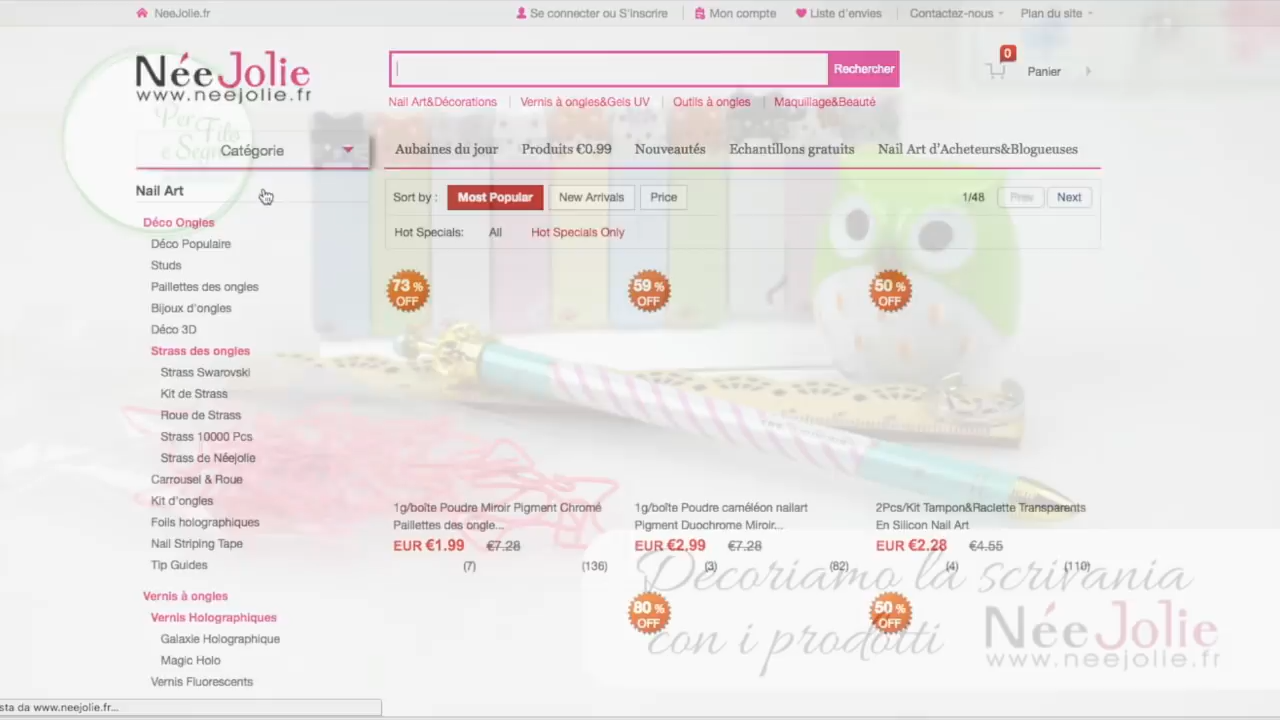 NeeJolie.fr
Se connecter ou S'inscrire
Mon compte
Liste d'envies
Contactez-nous
Plan du site
NéeJolie
www.neejolie.fr
Rechercher
0
Panier
Nail Art&Décorations
Vernis à ongles&Gels UV
Outils à ongles
Maquillage&Beauté
Per Filo
e Segno
Catégorie
Aubaines du jour
Produits €0.99
Nouveautés
Echantillons gratuits
Nail Art d'Acheteurs&Blogueuses
Nail Art
Sort by :
Most Popular
New Arrivals
Price
1/48
Prev
Next
Hot Specials:
All
Hot Specials Only
Déco Ongles
Déco Populaire
Studs
Paillettes des ongles
Bijoux d'ongles
Déco 3D
Strass des ongles
Strass Swarovski
Kit de Strass
Roue de Strass
Strass 10000 Pcs
Strass de Néejolie
Carrousel & Roue
Kit d'ongles
Foils holographiques
Nail Striping Tape
Tip Guides
Vernis à ongles
Vernis Holographiques
Galaxie Holographique
Magic Holo
Vernis Fluorescents
73 %
OFF
59 %
OFF
50 %
OFF
1g/boîte Poudre Miroir Pigment Chromé
Paillettes des ongle...
EUR €1.99 €7.28
(7)
(136)
1g/boîte Poudre caméléon nailart
Pigment Duochrome Miroir...
EUR €2.99 €7.28
(3)
(82)
2Pcs/Kit Tampon&Raclette Transparents
En Silicon Nail Art
EUR €2.28 €4.55
(4)
(110)
80 %
OFF
50 %
OFF
Decoriamo la scrivania
con i prodotti
NéeJolie
www.neejolie.fr
sta da www.neejolie.fr...